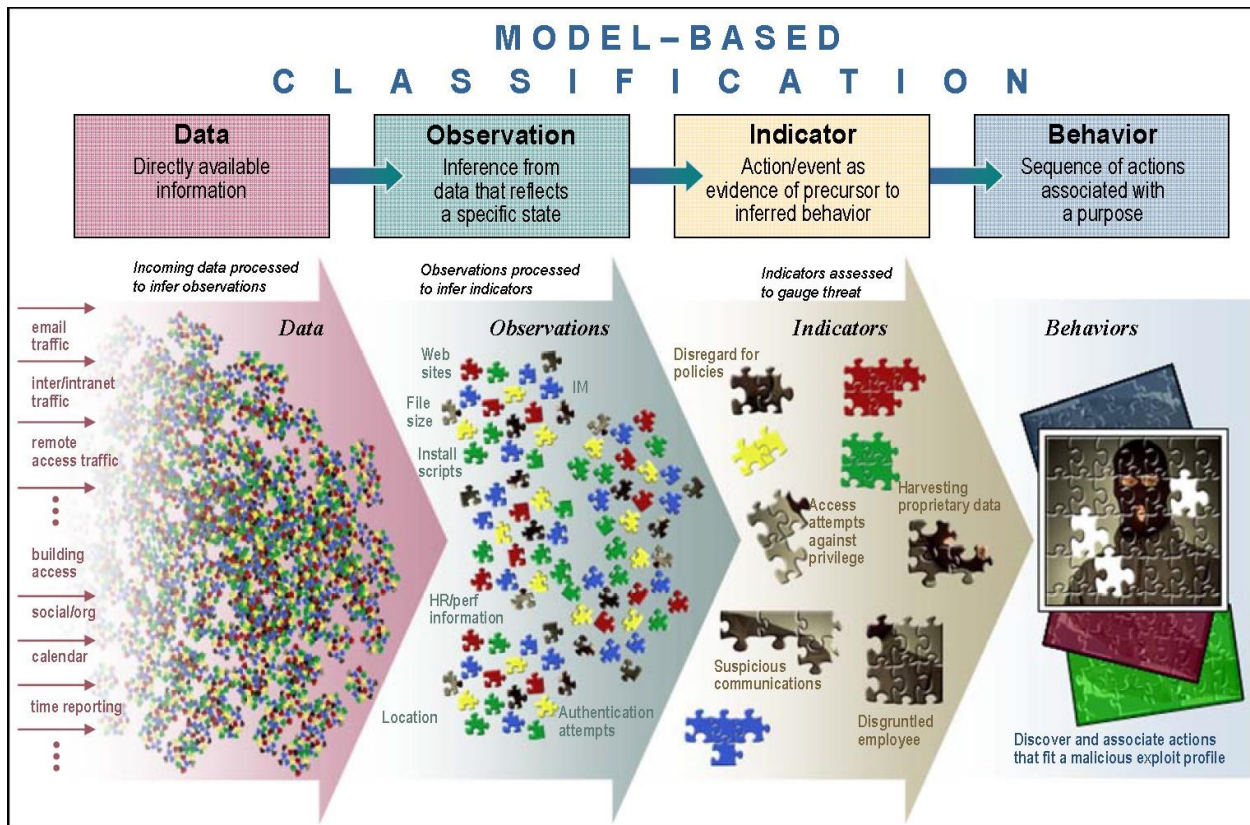 MODEL–BASED
CLASSIFICATION
Data
Directly available
information
Observation
Inference from
data that reflects
a specific state
Indicator
Action/event as
evidence of precursor to
inferred behavior
Behavior
Sequence of actions
associated with
a purpose
Incoming data processed
to infer observations
Observations processed
to infer indicators
Indicators assessed
to gauge threat
Data
email
traffic
inter/intranet
traffic
remote
access traffic
building
access
social/org
calendar
time reporting
Observations
Web
sites
IM
File
size
Install
scripts
HR/perf
information
Location
Authentication
attempts
Indicators
Disregard for
policies
Harvesting
proprietary data
Access
attempts
against
privilege
Suspicious
communications
Disgruntled
employee
Behaviors
Discover and associate actions
that fit a malicious exploit profile